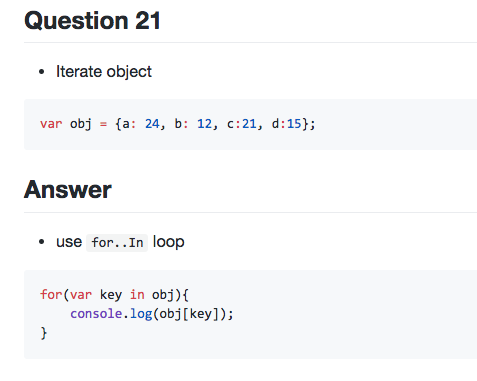 Question 21
• Iterate object
var obj = {a: 24, b: 12, c:21, d:15};
Answer
• use for..In loop
for(var key in obj){
    console.log(obj[key]);
}